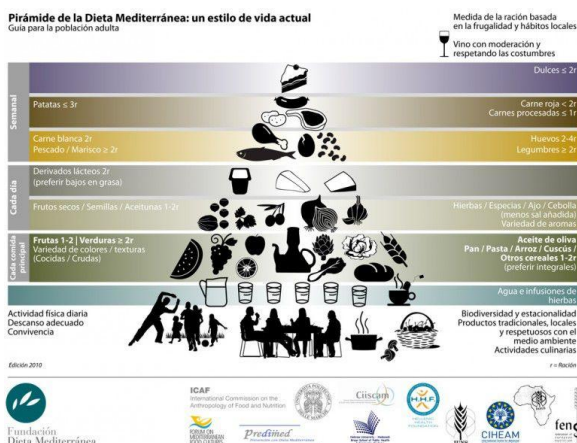 Pirámide de la Dieta Mediterránea: un estilo de vida actual
Guía para la población adulta
Medida de la ración basada
en la frugalidad y hábitos locales
Vino con moderación y
respetando las costumbres
Semanal
Dulces ≤ 2r
Patatas ≤ 3r
Carne roja < 2r
Carnes procesadas ≤ 1r
Carne blanca 2r
Pescado / Marisco ≥ 2r
Huevos 2-4r
Legumbres ≥ 2r
Cada día
Derivados lácteos 2r
(preferir bajos en grasa)
Frutos secos / Semillas / Aceitunas 1-2r
Hierbas / Especias / Ajo / Cebolla
(menos sal añadida)
Variedad de aromas
Cada comida
principal
Frutas 1-2 | Verduras ≥ 2r
Variedad de colores / texturas
(Cocidas / Crudas)
Aceite de oliva
Pan / Pasta / Arroz / Cuscús /
Otros cereales 1-2r
(preferir integrales)
Agua e infusiones de
hierbas
Actividad física diaria
Descanso adecuado
Convivencia
Biodiversidad y estacionalidad
Productos tradicionales, locales
y respetuosos con el
medio ambiente
Actividades culinarias
Edición 2010
r = Ración
Fundación
Dieta Mediterránea
ICAF
International Commission on the
Anthropology of Food and Nutrition
FORUM ON
MEDITERRANEAN
FOOD CULTURES
Predimed
Ciiscam
H.H.F.
CIHEAM